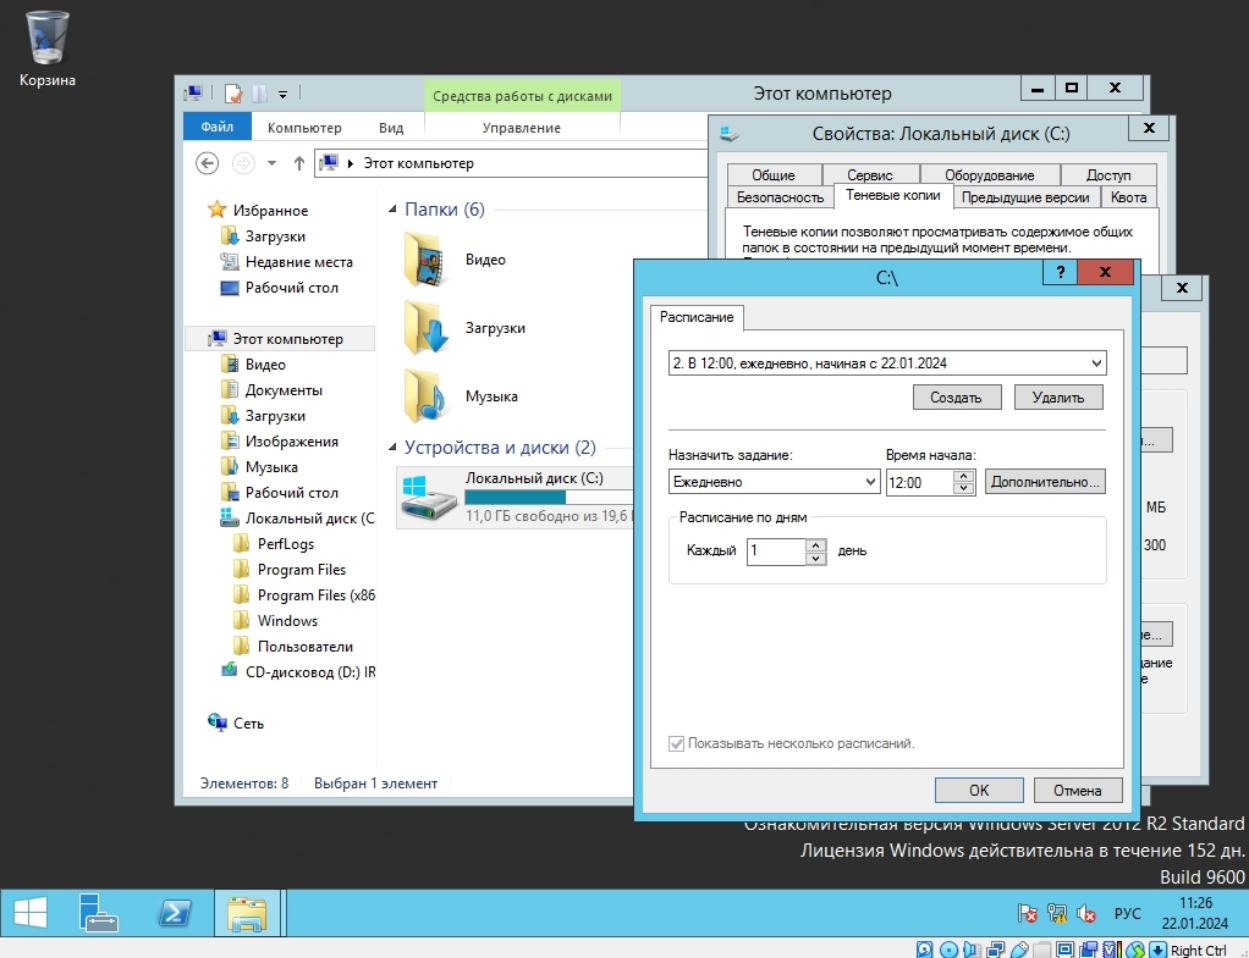 Корзина
Средства работы с дисками
Этот компьютер
Файл
Компьютер
Вид
Управление
Этот компьютер
Избранное
Загрузки
Недавние места
Рабочий стол
Этот компьютер
Видео
Документы
Загрузки
Изображения
Музыка
Рабочий стол
Локальный диск (C
PerfLogs
Program Files
Program Files (x86
Windows
Пользователи
CD-дисковод (D:) IR
Сеть
Папки (6)
Видео
Загрузки
Музыка
Устройства и диски (2)
Локальный диск (C:)
11,0 ГБ свободно из 19,6
Элементов: 8
Выбран 1 элемент
Свойства: Локальный диск (C:)
Общие
Сервис
Оборудование
Доступ
Безопасность
Теневые копии
Предыдущие версии
Квота
Теневые копии позволяют просматривать содержимое общих
папок в состоянии на предыдущий момент времени.
C:\
?
Расписание
2. В 12:00, ежедневно, начиная с 22.01.2024
Создать
Удалить
Назначить задание:
Время начала:
Ежедневно
12:00
Дополнительно...
Расписание по дням
Каждый
1
день
Показывать несколько расписаний.
OK
Отмена
МБ
300
Ознакомительная версия Windows Server 2012 R2 Standard
Лицензия Windows действительна в течение 152 дн.
Build 9600
РУС
11:26
22.01.2024
Right Ctrl